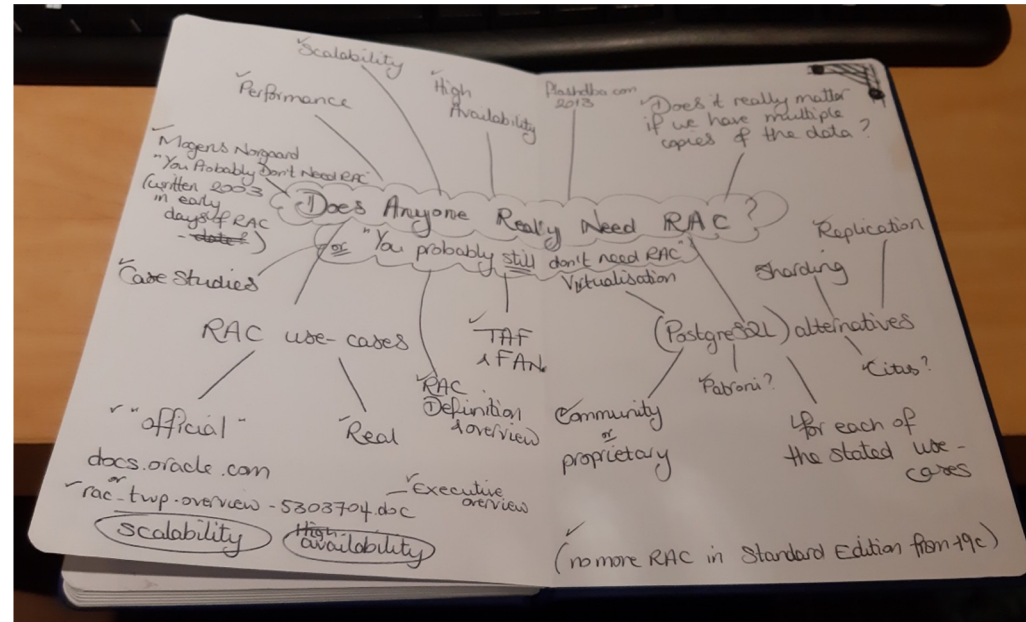 Scalability
Performance
High
Availability
Flashdba.com
2013
Does it really matter
if we have multiple
copies of the data?
Mogens Norgaard
"You Probably Don't Need RAC"
(written 2003
in early
days of RAC
- date?)
Does Anyone Really Need RAC?
or "You probably still don't need RAC"
Case Studies
RAC use-cases
"official"
docs.oracle.com
or
rac-twp-overview-5303704.doc
Executive
overview
scalability
High
availability
Real
RAC
Definition
& overview
TAF
& FAN
Virtualisation
Sharding
Replication
(PostgreSQL) alternatives
Community
or
proprietary
Patroni?
Citus?
for each of
the stated use-
cases
(no more RAC in Standard Edition from 19c)